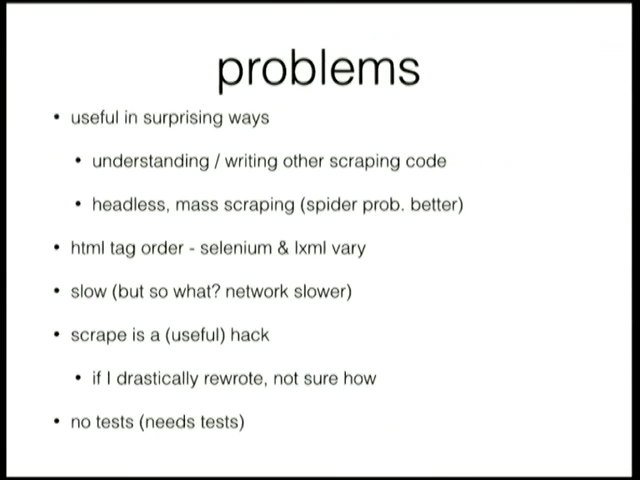 problems
• useful in surprising ways
• understanding / writing other scraping code
• headless, mass scraping (spider prob. better)
• html tag order - selenium & lxml vary
• slow (but so what? network slower)
• scrape is a (useful) hack
• if I drastically rewrote, not sure how
• no tests (needs tests)